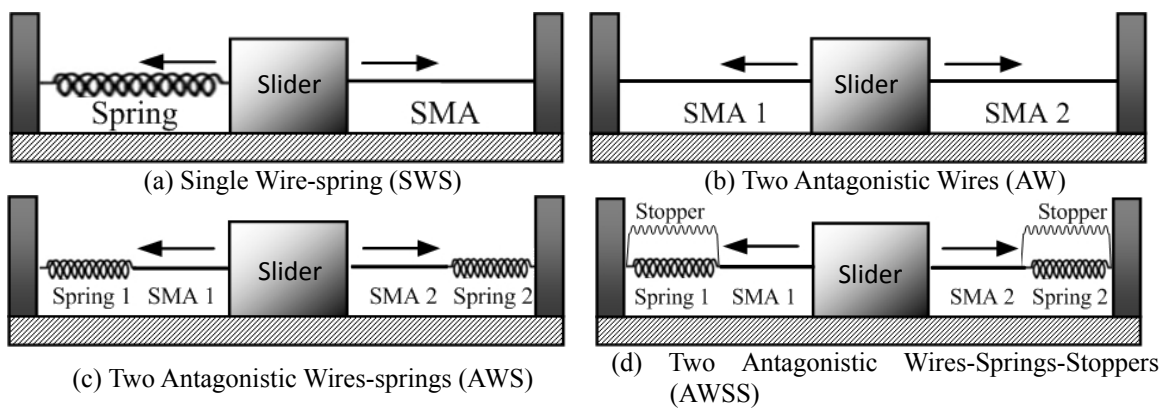 Spring
Slider
SMA
(a) Single Wire-spring (SWS)
SMA 1
Slider
SMA 2
(b) Two Antagonistic Wires (AW)
Spring 1
SMA 1
Slider
SMA 2
Spring 2
(c) Two Antagonistic Wires-springs (AWS)
Stopper
Stopper
Spring 1
SMA 1
Slider
SMA 2
Spring 2
(d) Two Antagonistic Wires-Springs-Stoppers
(AWSS)